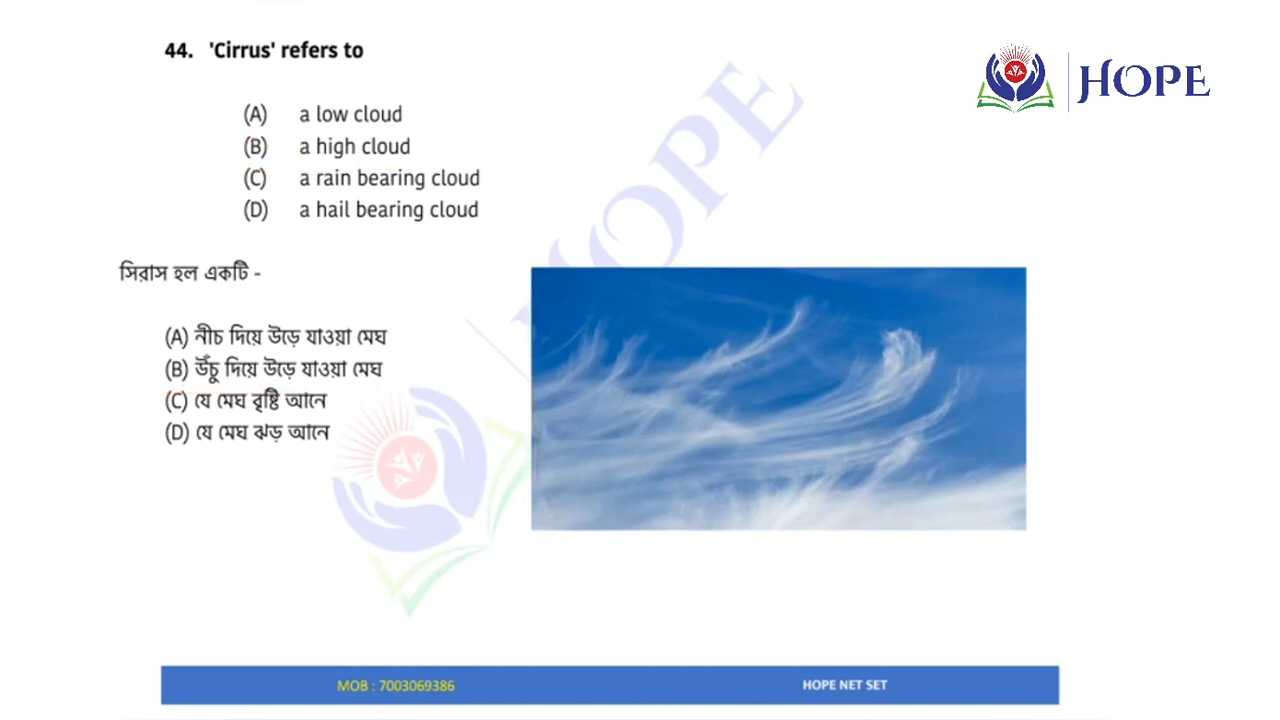 44. 'Cirrus' refers to
HOPE
(A) a low cloud
(B) a high cloud
(C) a rain bearing cloud
(D) a hail bearing cloud
সিরাস হল একটি -
(A) নীচ দিয়ে উড়ে যাওয়া মেঘ
(B) উঁচু দিয়ে উড়ে যাওয়া মেঘ
(C) যে মেঘ বৃষ্টি আনে
(D) যে মেঘ ঝড় আনে
HOPE
MOB : 7003069386
HOPE NET SET